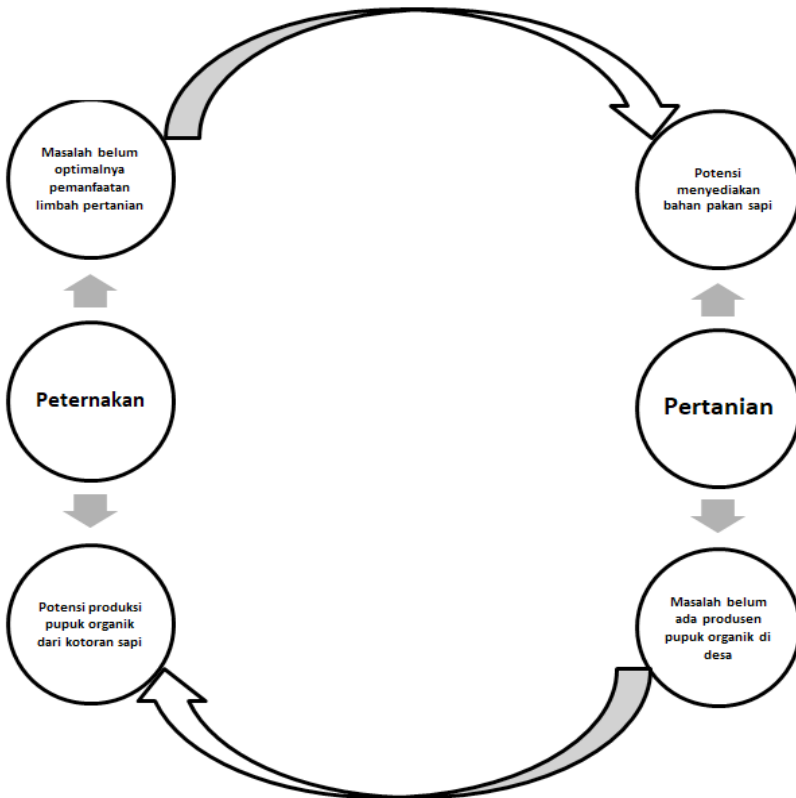 Masalah belum
optimalnya
pemanfaatan
limbah pertanian
Potensi
menyediakan
bahan pakan sapi
Peternakan
Pertanian
Potensi produksi
pupuk organik
dari kotoran sapi
Masalah belum
ada produsen
pupuk organik di
desa